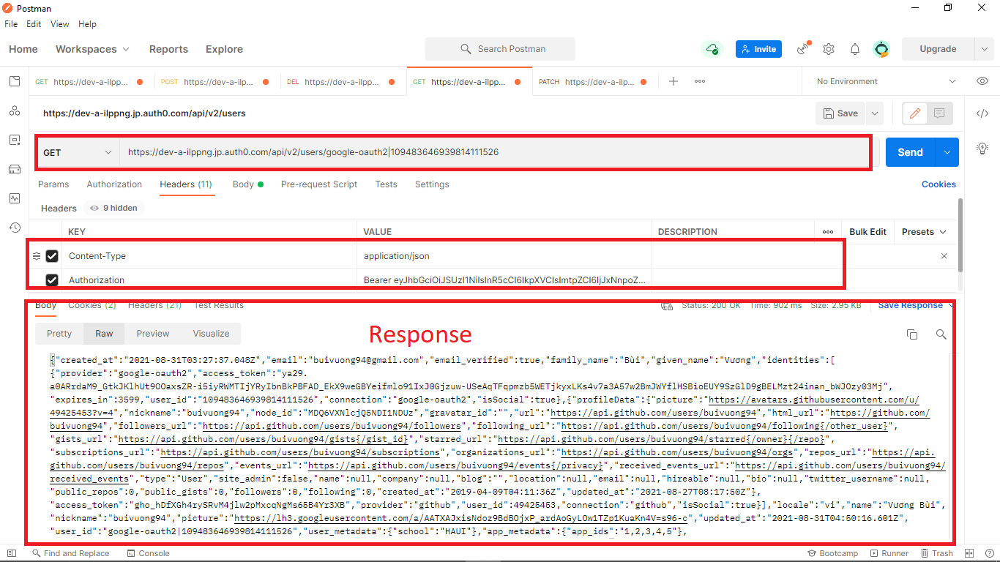 Postman
File Edit View Help
Home Workspaces Reports Explore Search Postman Invite Upgrade
GET https://dev-a-ilpp... POST https://dev-a-ilpp... DEL https://dev-a-ilpp... GET https://dev-a-ilpp... PATCH https://dev-a-ilpp... No Environment
https://dev-a-ilppng.jp.auth0.com/api/v2/users Save
GET https://dev-a-ilppng.jp.auth0.com/api/v2/users/google-oauth2|109483646939814111526 Send
Params Authorization Headers (11) Body Pre-request Script Tests Settings Cookies
Headers 9 hidden
KEY VALUE DESCRIPTION Bulk Edit Presets
Content-Type application/json
Authorization Bearer eyJhbGciOiJSUzI1NiIsInR5cCI6IkpXVCIsImtpZCI6IjJxNnpoZ...
Body Cookies (2) Headers (21) Test Results Status: 200 OK Time: 902 ms Size: 2.95 KB Save Response
Pretty Raw Preview Visualize Response
{"created_at":"2021-08-31T03:27:37.048Z","email":"buivuong94@gmail.com","email_verified":true,"family_name":"Bùi","given_name":"Vương","identities":[
{"provider":"google-oauth2","access_token":"ya29.
a0ARrdaM9_GtkJKlhUt9OOaxsZR-i5iyRWMTIjYRyIbnBkPBFAD_EkX9weGBYeifmlo91IxJ0Gjzuw-USeAqTFqpmzb5WETjkyxLKs4v7a3A57w2BmJWYflHSBioEUY9SzGlD9gBELMzt24inan_bWJOzy03Mj",
"expires_in":3599,"user_id":"109483646939814111526","connection":"google-oauth2","isSocial":true},{"profileData":{"picture":"https://avatars.githubusercontent.com/u/
49425453?v=4","nickname":"buivuong94","node_id":"MDQ6VXNlcjQ5NDI1NDUz","gravatar_id":"","url":"https://api.github.com/users/buivuong94","html_url":"https://github.com/
buivuong94","followers_url":"https://api.github.com/users/buivuong94/followers","following_url":"https://api.github.com/users/buivuong94/following{/other_user}",
"gists_url":"https://api.github.com/users/buivuong94/gists{/gist_id}","starred_url":"https://api.github.com/users/buivuong94/starred{/owner}{/repo}",
"subscriptions_url":"https://api.github.com/users/buivuong94/subscriptions","organizations_url":"https://api.github.com/users/buivuong94/orgs","repos_url":"https://api.
github.com/users/buivuong94/repos","events_url":"https://api.github.com/users/buivuong94/events{/privacy}","received_events_url":"https://api.github.com/users/buivuong94/
received_events","type":"User","site_admin":false,"name":null,"company":null,"blog":"","location":null,"email":null,"hireable":null,"bio":null,"twitter_username":null,
"public_repos":0,"public_gists":0,"followers":0,"following":0,"created_at":"2019-04-09T04:11:36Z","updated_at":"2021-08-27T08:17:50Z"},
"access_token":"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","provider":"github","user_id":49425453,"connection":"github","isSocial":true}],"locale":"vi","name":"Vương Bùi",
"nickname":"buivuong94","picture":"https://lh3.googleusercontent.com/a/AATXAJxisNdoz9BdBOjxP_ardAoGyLOw1TZp1KuaKn4V=s96-c","updated_at":"2021-08-31T04:50:16.601Z",
"user_id":"google-oauth2|109483646939814111526","user_metadata":{"school":"HAUI"},"app_metadata":{"app_ids":"1,2,3,4,5"},
Find and Replace Console Bootcamp Runner Trash